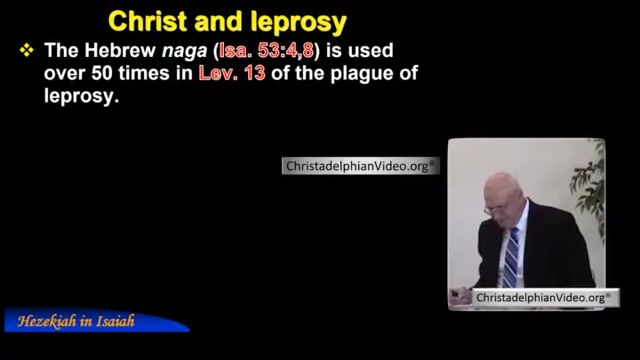 Christ and leprosy
❖ The Hebrew naga (Isa. 53:4,8) is used
over 50 times in Lev. 13 of the plague of
leprosy.
ChristadelphianVideo.org®
ChristadelphianVideo.org®
Hezekiah in Isaiah